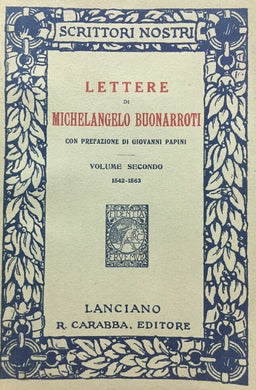 SCRITTORI NOSTRI
LETTERE
DI
MICHELANGELO BUONARROTI
CON PREFAZIONE DI GIOVANNI PAPINI
VOLUME SECONDO
1542-1563
LANCIANO
R. CARABBA, EDITORE